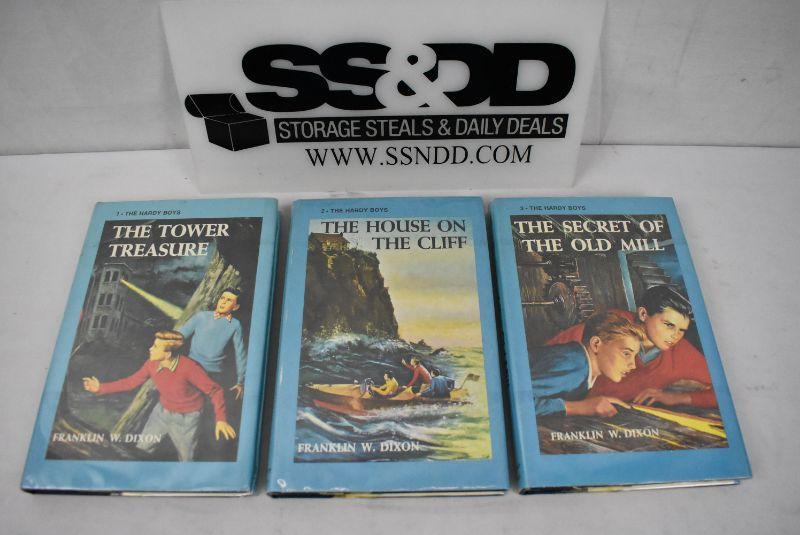 SS&DD
STORAGE STEALS & DAILY DEALS
WWW.SSNDD.COM
1 • THE HARDY BOYS
THE TOWER
TREASURE
FRANKLIN W. DIXON
2 • THE HARDY BOYS
THE HOUSE ON
THE CLIFF
FRANKLIN W. DIXON
3 • THE HARDY BOYS
THE SECRET OF
THE OLD MILL
FRANKLIN W. DIXON